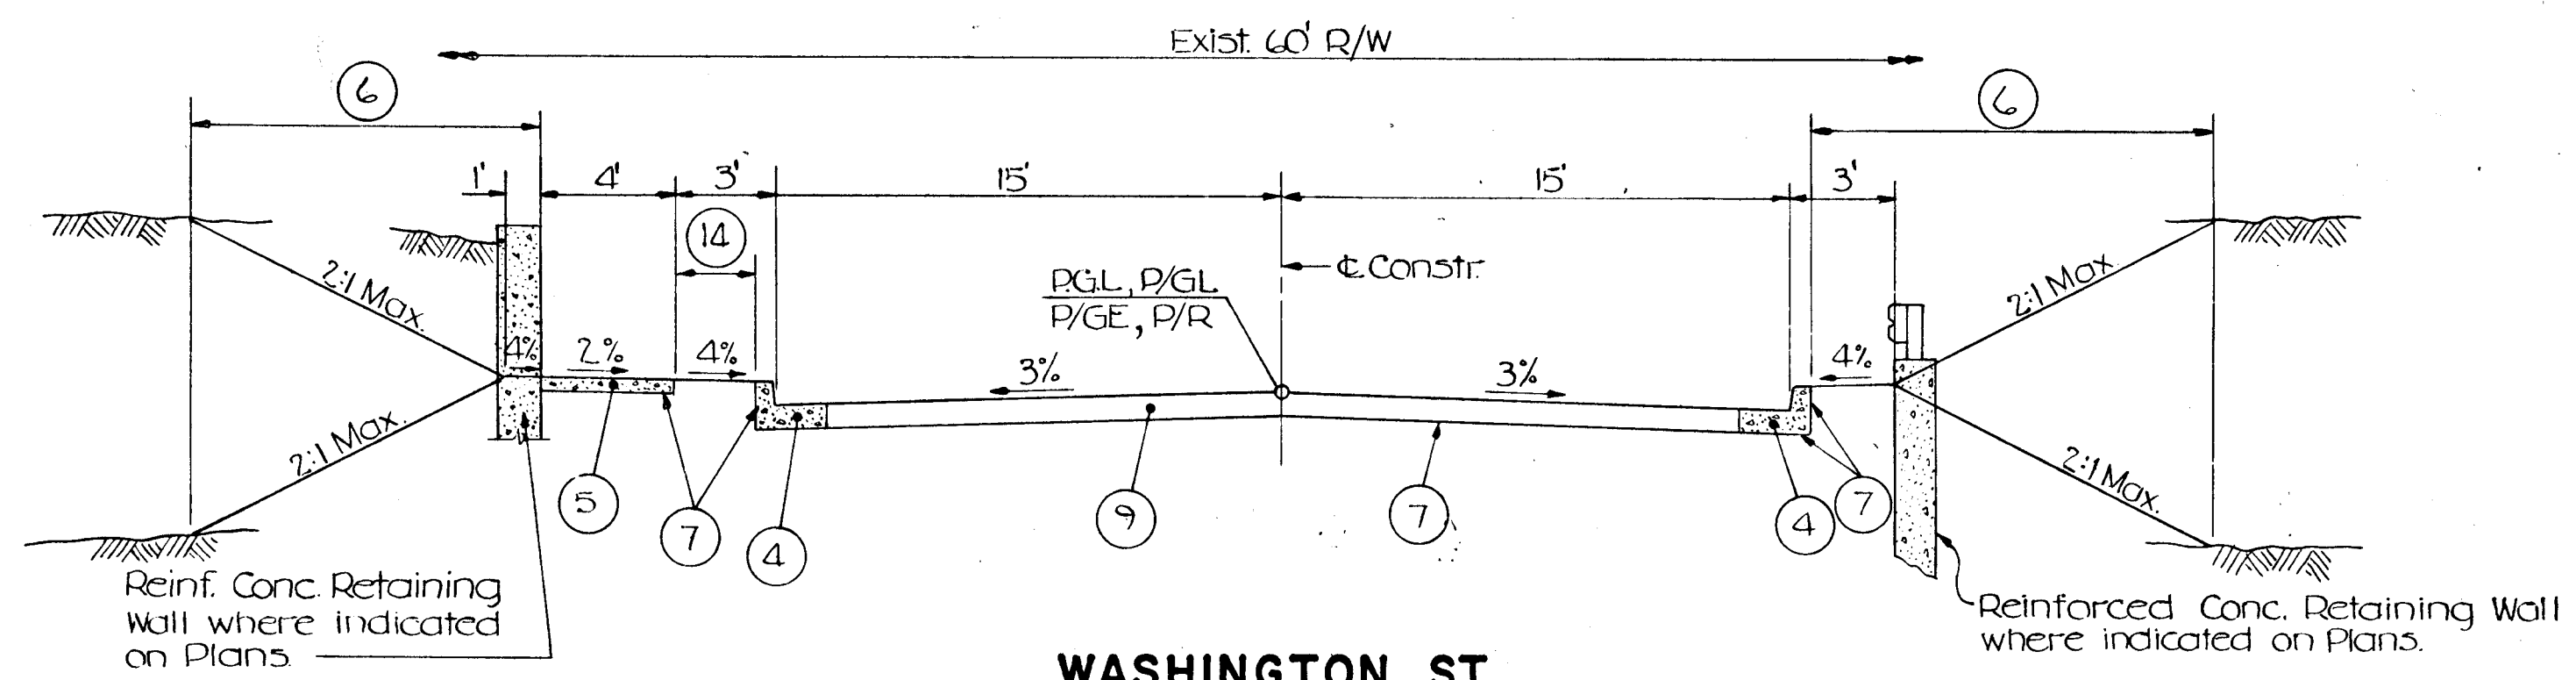 Exist. 60' R/W
6
6
1'
4'
3'
15'
15'
3'
14
℄ Constr.
P.G.L, P/GL
P/GE, P/R
2:1 Max.
2:1 Max.
4%
2%
4%
3%
3%
4%
2:1 Max.
2:1 Max.
5
7
4
9
7
4
7
Reinf. Conc. Retaining
Wall where indicated
on Plans.
Reinforced Conc. Retaining Wall
where indicated on Plans.
WASHINGTON ST